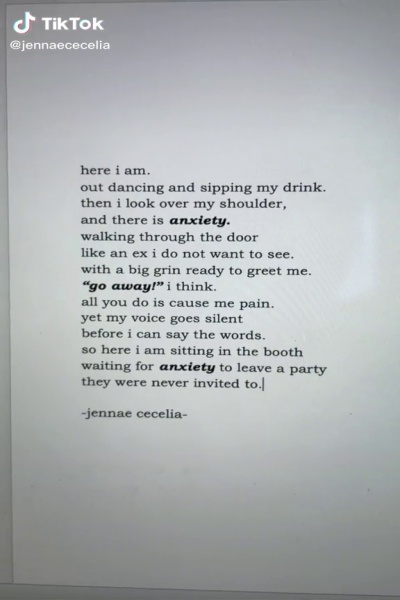 TikTok
@jennaececelia
here i am.
out dancing and sipping my drink.
then i look over my shoulder,
and there is anxiety.
walking through the door
like an ex i do not want to see.
with a big grin ready to greet me.
“go away!” i think.
all you do is cause me pain.
yet my voice goes silent
before i can say the words.
so here i am sitting in the booth
waiting for anxiety to leave a party
they were never invited to.
-jennae cecelia-